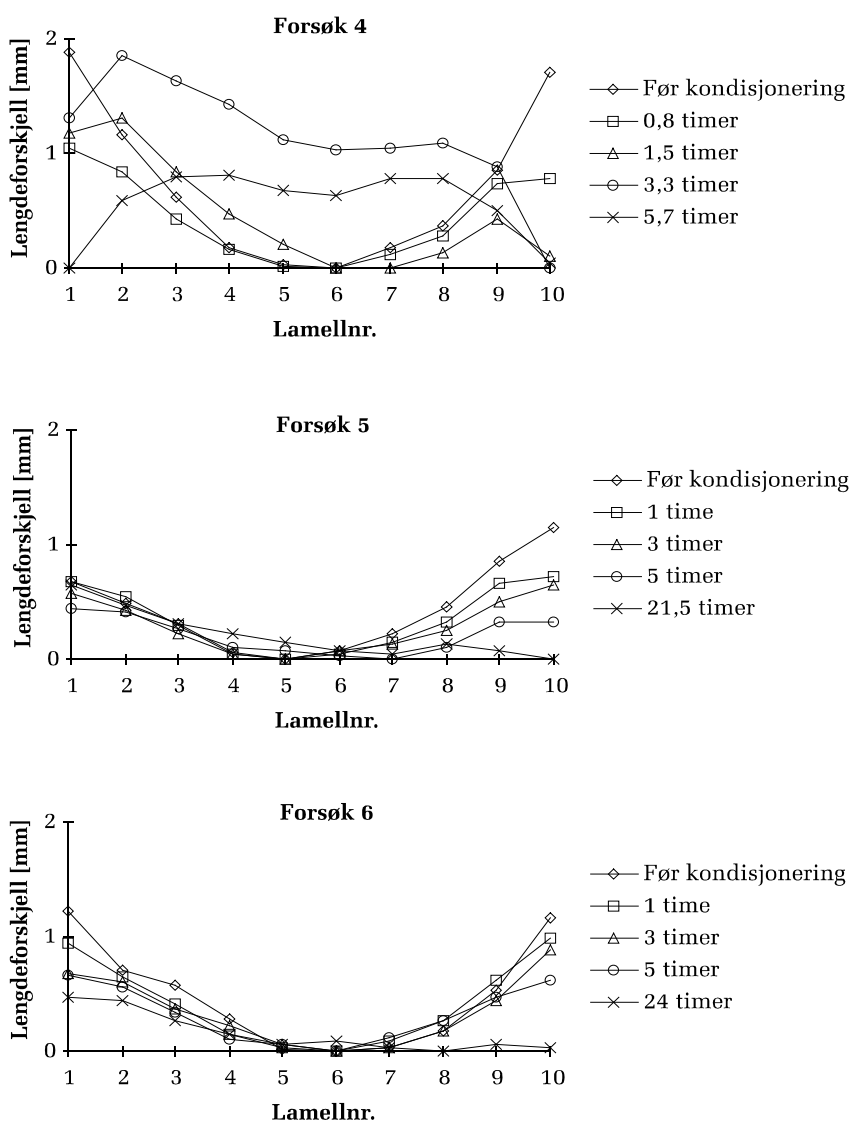 Forsøk 4
Lengdeforskjell [mm]
2
1
0
1 2 3 4 5 6 7 8 9 10
Lamellnr.
Før kondisjonering
0,8 timer
1,5 timer
3,3 timer
5,7 timer
Forsøk 5
Lengdeforskjell [mm]
2
1
0
1 2 3 4 5 6 7 8 9 10
Lamellnr.
Før kondisjonering
1 time
3 timer
5 timer
21,5 timer
Forsøk 6
Lengdeforskjell [mm]
2
1
0
1 2 3 4 5 6 7 8 9 10
Lamellnr.
Før kondisjonering
1 time
3 timer
5 timer
24 timer